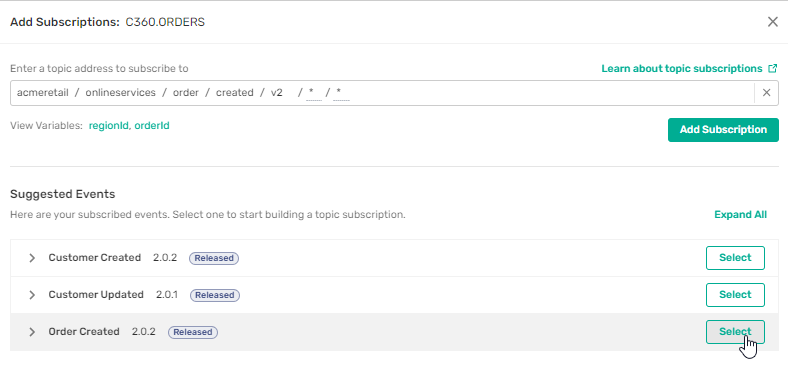 Add Subscriptions: C360.ORDERS
Enter a topic address to subscribe to
Learn about topic subscriptions
acmeretail / onlineservices / order / created / v2 / * / *
View Variables: regionId, orderId
Add Subscription
Suggested Events
Here are your subscribed events. Select one to start building a topic subscription.
Expand All
Customer Created 2.0.2 Released Select
Customer Updated 2.0.1 Released Select
Order Created 2.0.2 Released Select